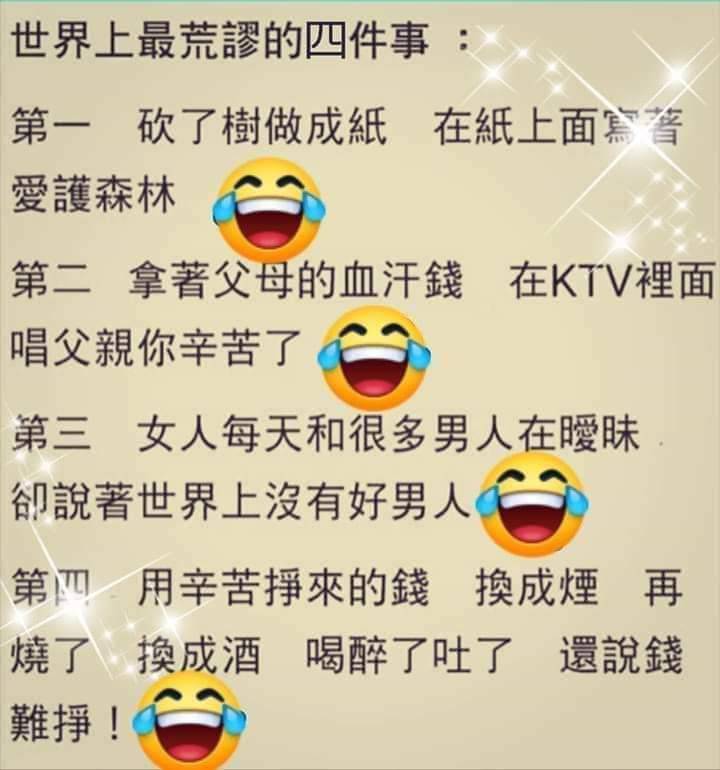 世界上最荒謬的四件事 ：
第一　砍了樹做成紙　在紙上面寫著
愛護森林
第二　拿著父母的血汗錢　在KTV裡面
唱父親你辛苦了
第三　女人每天和很多男人在曖昧
卻說著世界上沒有好男人
第四　用辛苦掙來的錢　換成煙　再
燒了　換成酒　喝醉了吐了　還說錢
難掙！